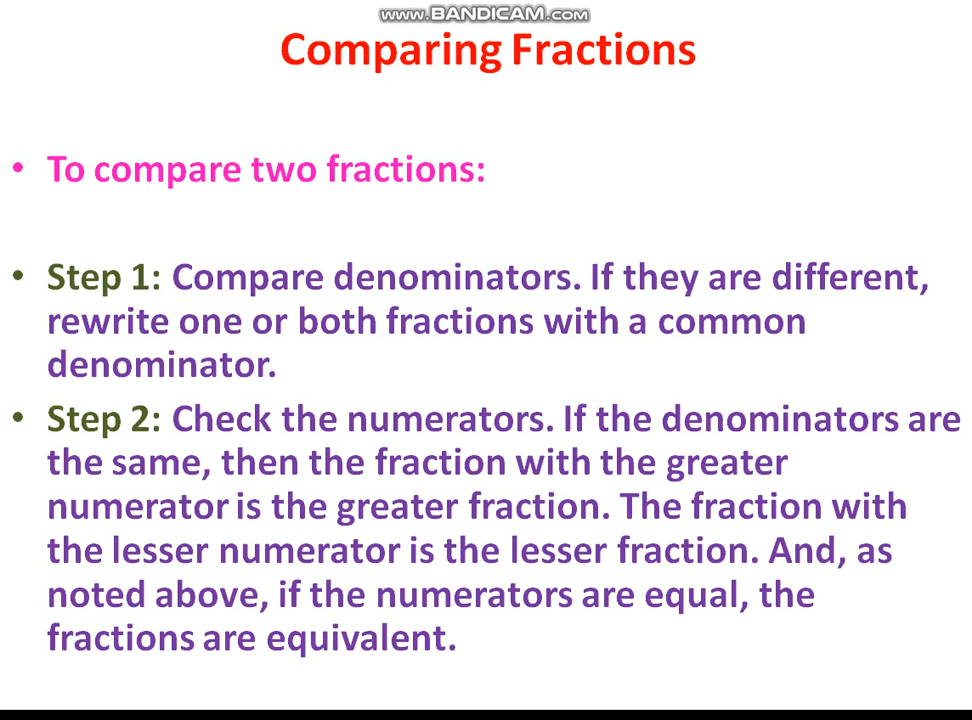 www.BANDICAM.com
Comparing Fractions
• To compare two fractions:
• Step 1: Compare denominators. If they are different,
rewrite one or both fractions with a common
denominator.
• Step 2: Check the numerators. If the denominators are
the same, then the fraction with the greater
numerator is the greater fraction. The fraction with
the lesser numerator is the lesser fraction. And, as
noted above, if the numerators are equal, the
fractions are equivalent.